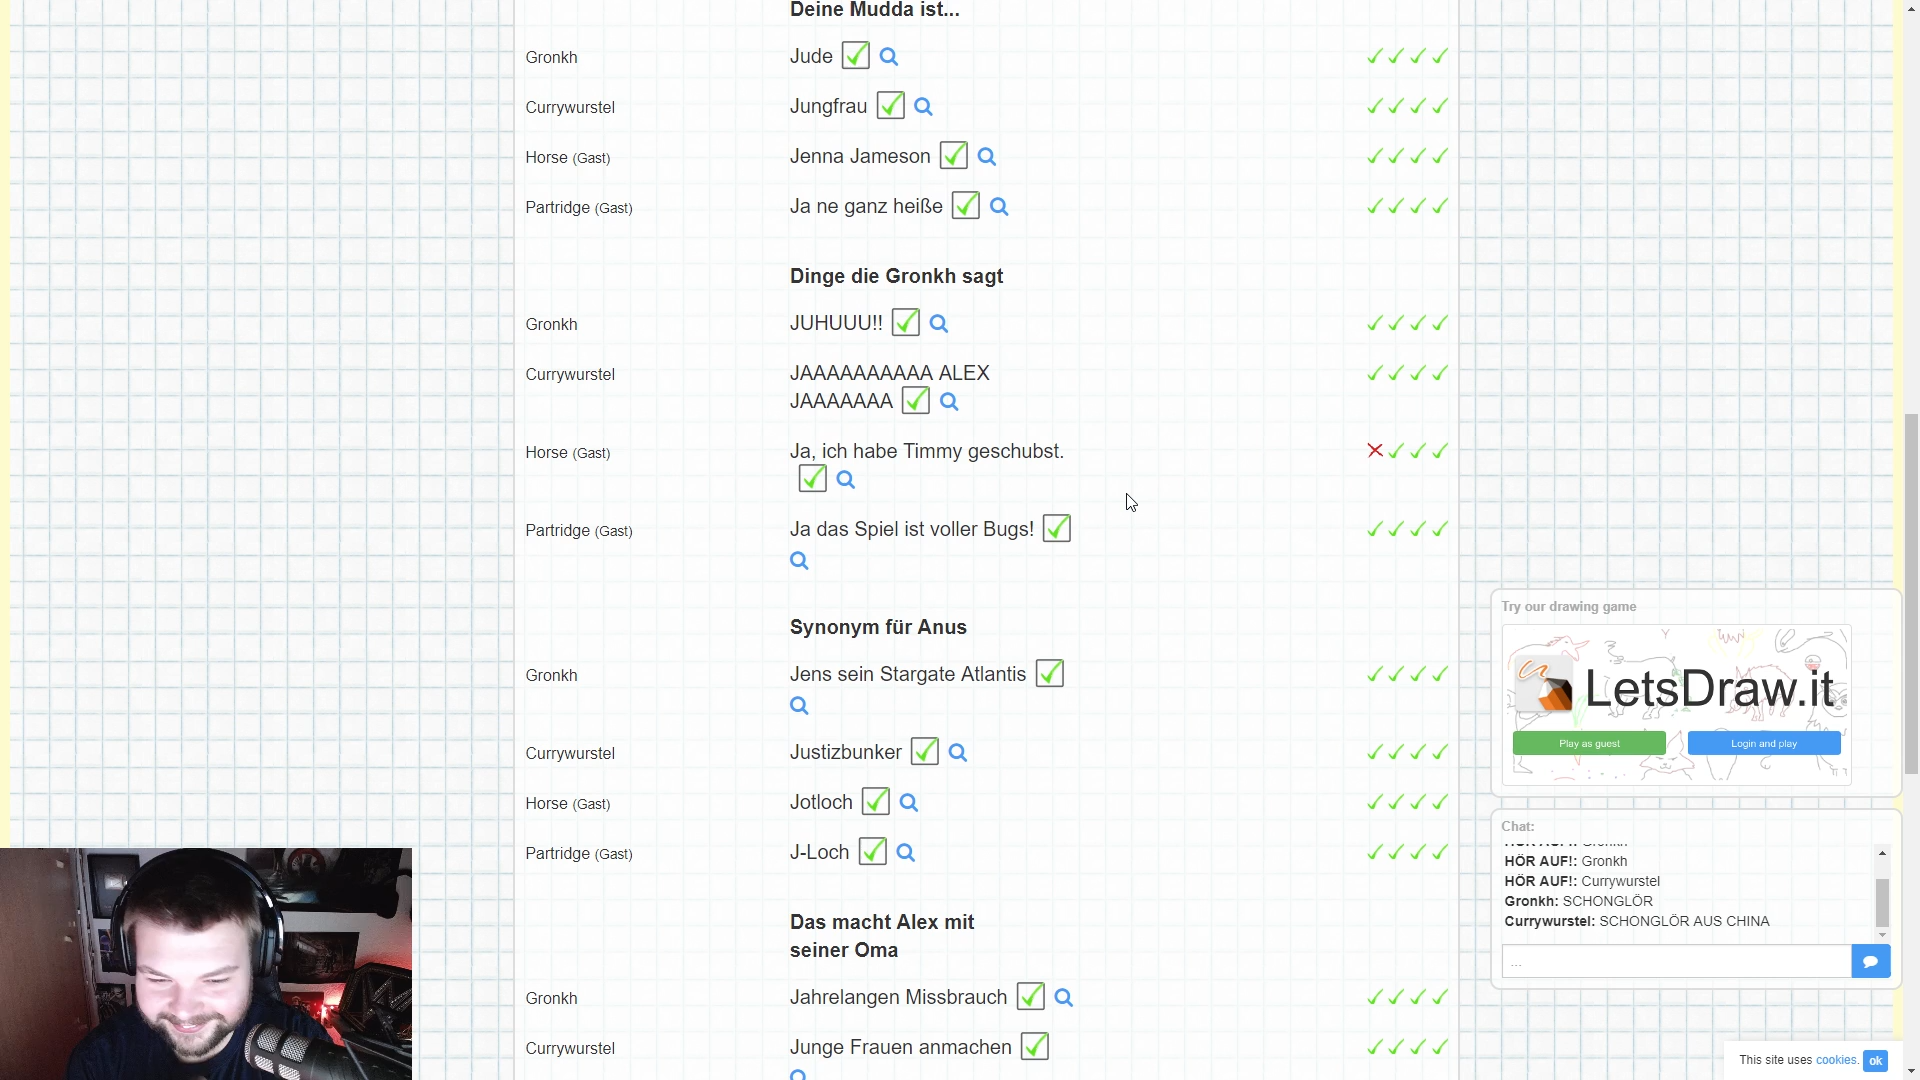 Deine Mudda ist...
Gronkh Jude
Currywurstel Jungfrau
Horse (Gast) Jenna Jameson
Partridge (Gast) Ja ne ganz heiße
Dinge die Gronkh sagt
Gronkh JUHUUU!!
Currywurstel JAAAAAAAAAA ALEX
JAAAAAAA
Horse (Gast) Ja, ich habe Timmy geschubst.
Partridge (Gast) Ja das Spiel ist voller Bugs!
Synonym für Anus
Gronkh Jens sein Stargate Atlantis
Currywurstel Justizbunker
Horse (Gast) Jotloch
Partridge (Gast) J-Loch
Das macht Alex mit
seiner Oma
Gronkh Jahrelangen Missbrauch
Currywurstel Junge Frauen anmachen
Try our drawing game
LetsDraw.it
Play as guest Login and play
Chat:
HÖR AUF!: Gronkh
HÖR AUF!: Gronkh
HÖR AUF!: Currywurstel
Gronkh: SCHONGLÖR
Currywurstel: SCHONGLÖR AUS CHINA
...
This site uses cookies. ok